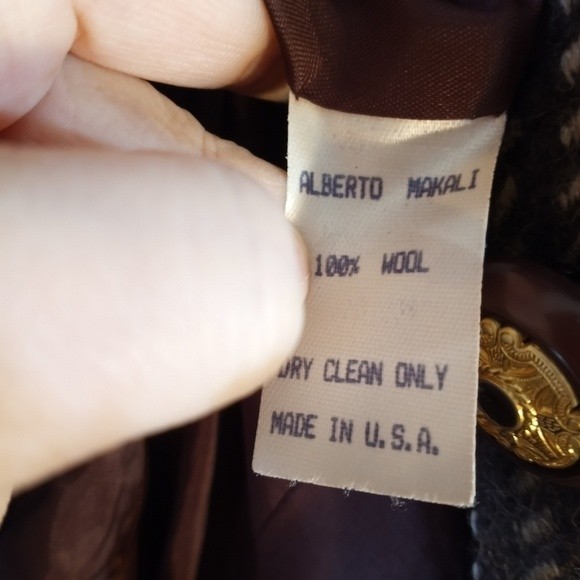 ALBERTO MAKALI
100% WOOL
DRY CLEAN ONLY
MADE IN U.S.A.